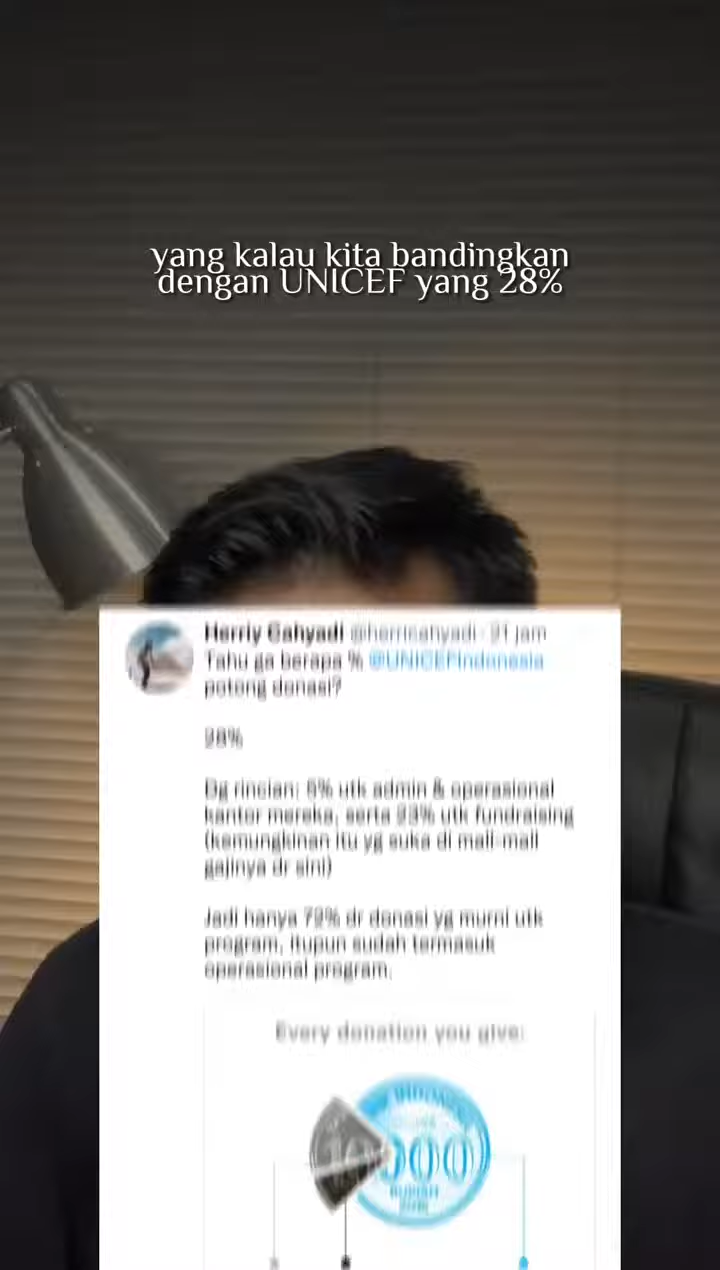 yang kalau kita bandingkan
dengan UNICEF yang 28%
Herriy Cahyadi @herricahyadi · 21 jam
Tahu ga berapa % @UNICEFIndonesia
potong donasi?
28%
Dg rincian: 5% utk admin & operasional
kantor mereka, serta 23% utk fundraising
(kemungkinan itu yg suka di mall-mall
gajinya dr sini)
Jadi hanya 72% dr donasi yg murni utk
program, itupun sudah termasuk
operasional program.
Every donation you give:
RUPIAH